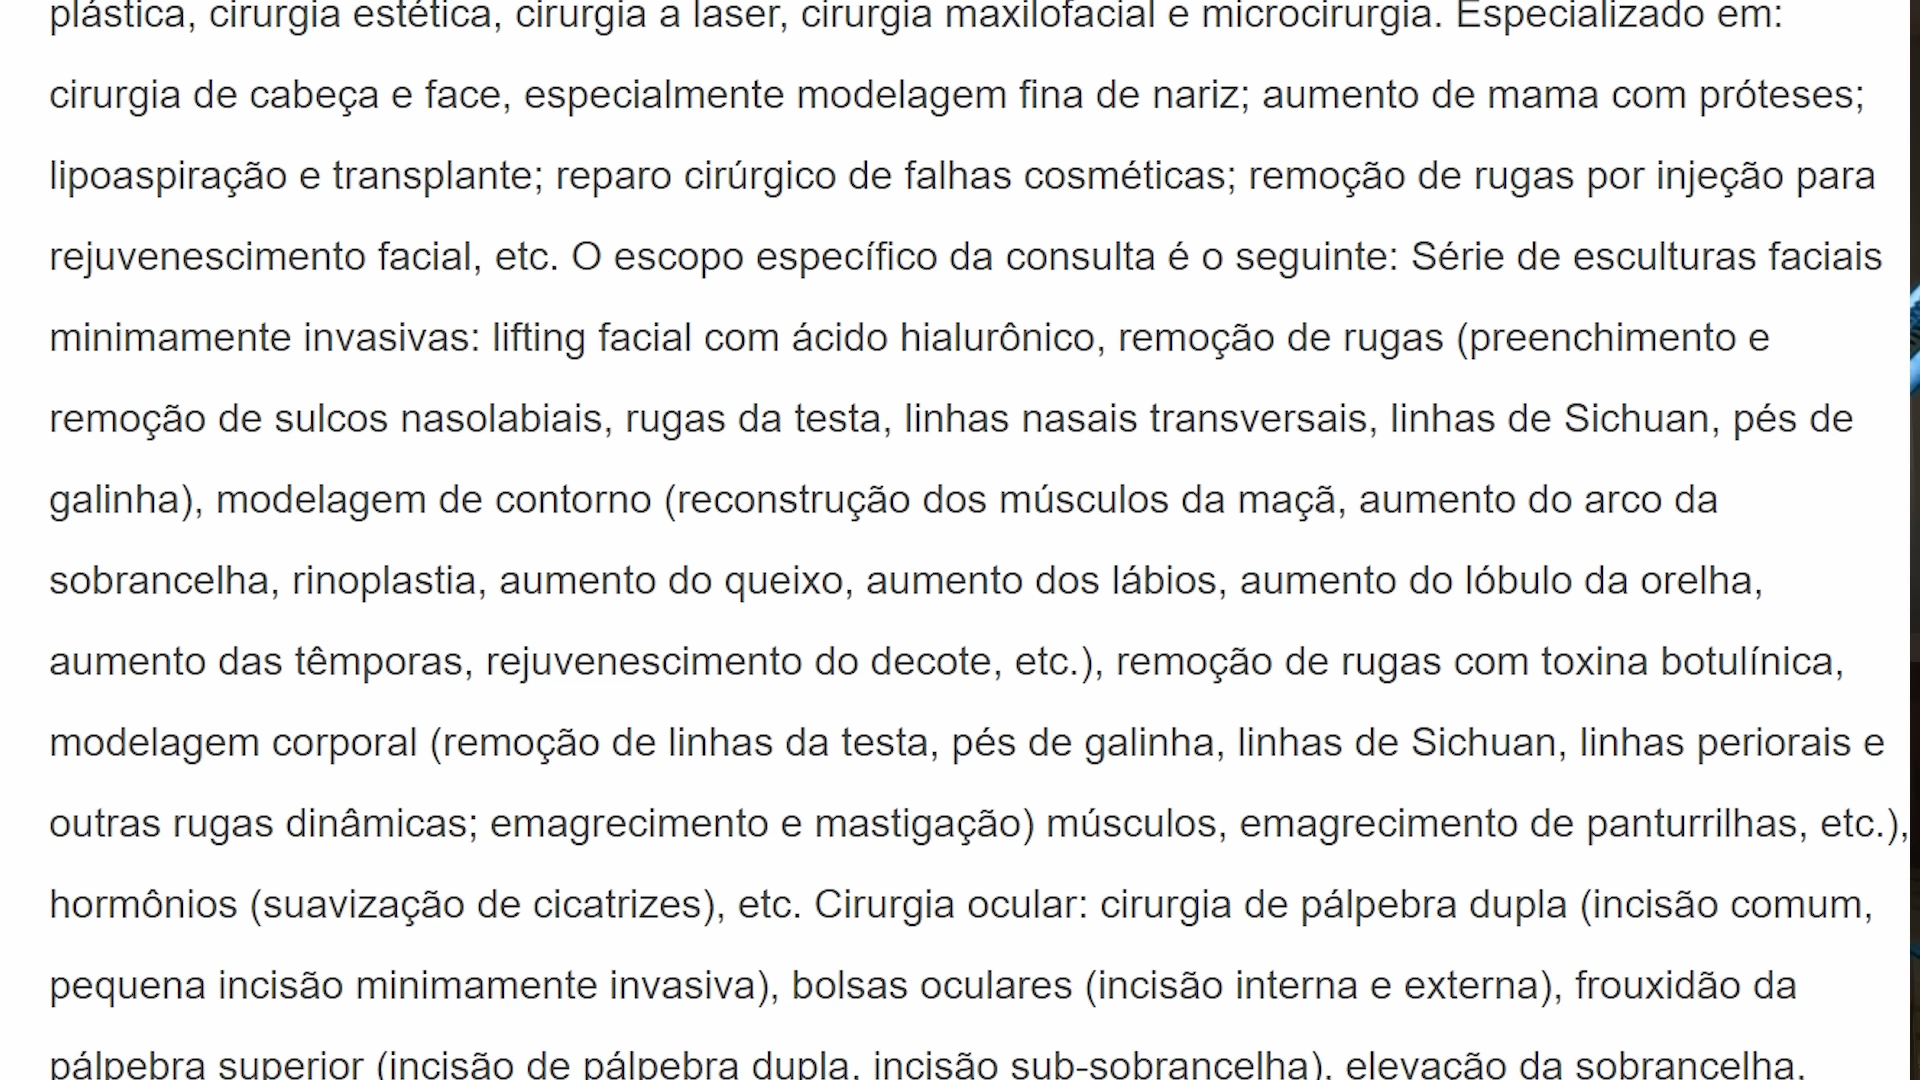 plástica, cirurgia estética, cirurgia a laser, cirurgia maxilofacial e microcirurgia. Especializado em:
cirurgia de cabeça e face, especialmente modelagem fina de nariz; aumento de mama com próteses;
lipoaspiração e transplante; reparo cirúrgico de falhas cosméticas; remoção de rugas por injeção para
rejuvenescimento facial, etc. O escopo específico da consulta é o seguinte: Série de esculturas faciais
minimamente invasivas: lifting facial com ácido hialurônico, remoção de rugas (preenchimento e
remoção de sulcos nasolabiais, rugas da testa, linhas nasais transversais, linhas de Sichuan, pés de
galinha), modelagem de contorno (reconstrução dos músculos da maçã, aumento do arco da
sobrancelha, rinoplastia, aumento do queixo, aumento dos lábios, aumento do lóbulo da orelha,
aumento das têmporas, rejuvenescimento do decote, etc.), remoção de rugas com toxina botulínica,
modelagem corporal (remoção de linhas da testa, pés de galinha, linhas de Sichuan, linhas periorais e
outras rugas dinâmicas; emagrecimento e mastigação) músculos, emagrecimento de panturrilhas, etc.),
hormônios (suavização de cicatrizes), etc. Cirurgia ocular: cirurgia de pálpebra dupla (incisão comum,
pequena incisão minimamente invasiva), bolsas oculares (incisão interna e externa), frouxidão da
pálpebra superior (incisão de pálpebra dupla, incisão sub-sobrancelha), elevação da sobrancelha,